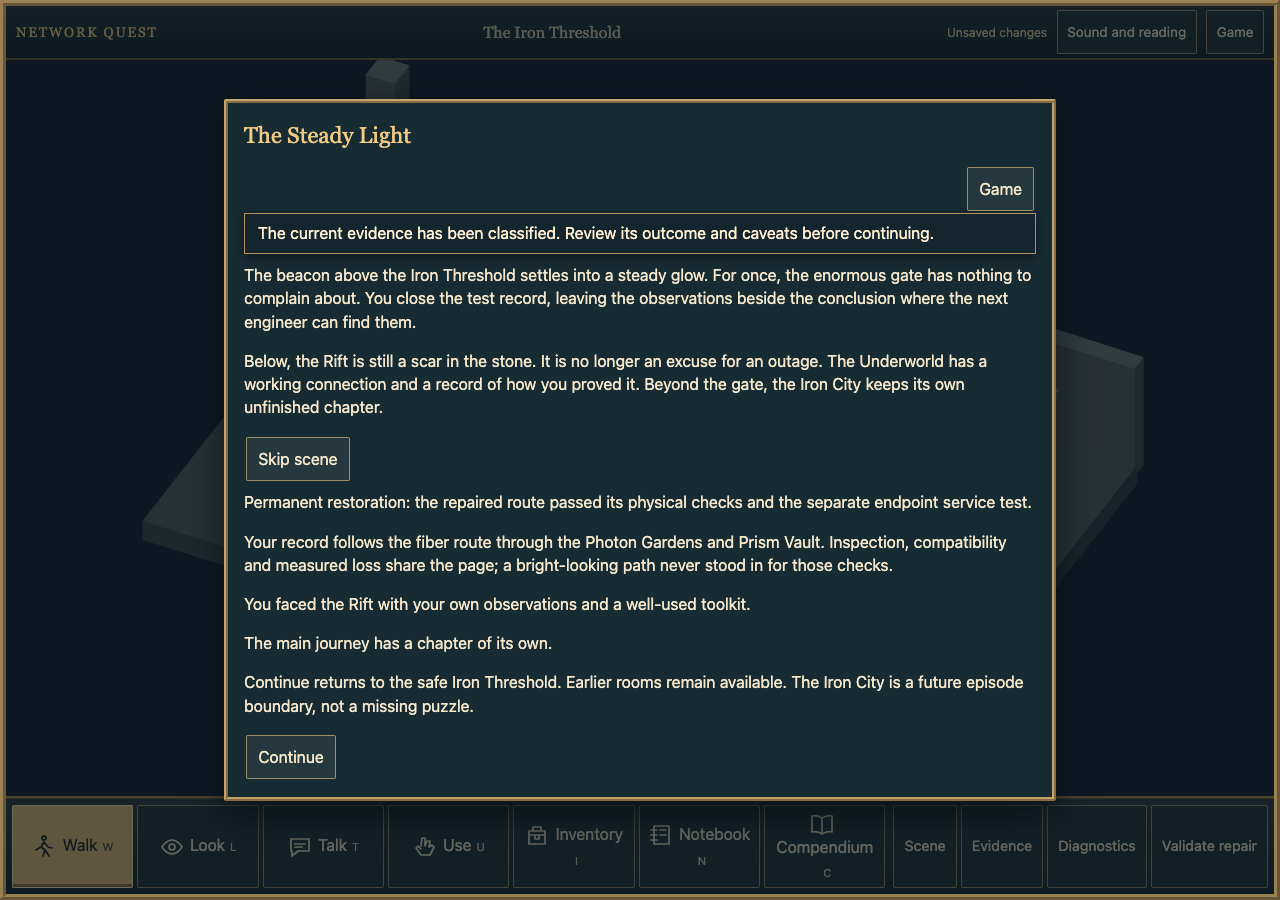 NETWORK QUEST
The Iron Threshold
Unsaved changes
Sound and reading
Game
The Steady Light
Game
The current evidence has been classified. Review its outcome and caveats before continuing.
The beacon above the Iron Threshold settles into a steady glow. For once, the enormous gate has nothing to
complain about. You close the test record, leaving the observations beside the conclusion where the next
engineer can find them.
Below, the Rift is still a scar in the stone. It is no longer an excuse for an outage. The Underworld has a
working connection and a record of how you proved it. Beyond the gate, the Iron City keeps its own
unfinished chapter.
Skip scene
Permanent restoration: the repaired route passed its physical checks and the separate endpoint service test.
Your record follows the fiber route through the Photon Gardens and Prism Vault. Inspection, compatibility
and measured loss share the page; a bright-looking path never stood in for those checks.
You faced the Rift with your own observations and a well-used toolkit.
The main journey has a chapter of its own.
Continue returns to the safe Iron Threshold. Earlier rooms remain available. The Iron City is a future episode
boundary, not a missing puzzle.
Continue
Walk W
Look L
Talk T
Use U
Inventory
I
Notebook
N
Compendium
C
Scene
Evidence
Diagnostics
Validate repair